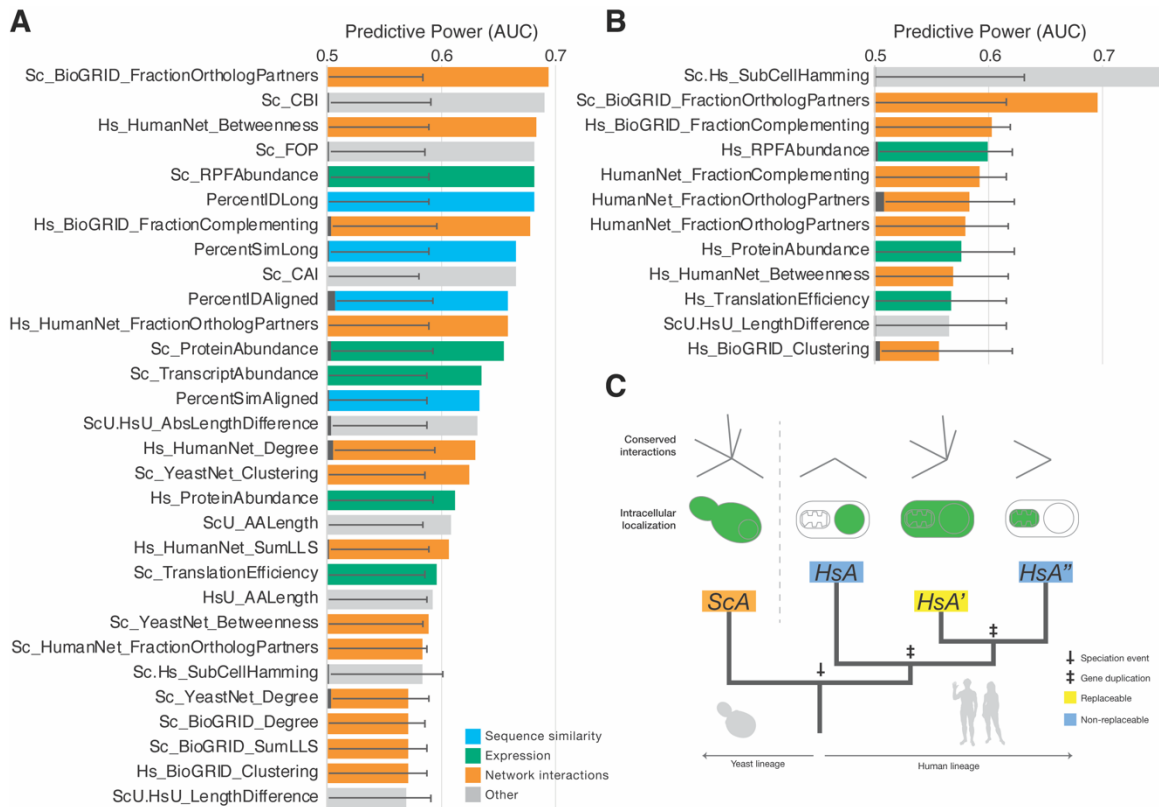 A
Predictive Power (AUC)
0.5 0.6 0.7
Sc_BioGRID_FractionOrthologPartners
Sc_CBI
Hs_HumanNet_Betweenness
Sc_FOP
Sc_RPFAbundance
PercentIDLong
Hs_BioGRID_FractionComplementing
PercentSimLong
Sc_CAI
PercentIDAligned
Hs_HumanNet_FractionOrthologPartners
Sc_ProteinAbundance
Sc_TranscriptAbundance
PercentSimAligned
ScU.HsU_AbsLengthDifference
Hs_HumanNet_Degree
Sc_YeastNet_Clustering
Hs_ProteinAbundance
ScU_AALength
Hs_HumanNet_SumLLS
Sc_TranslationEfficiency
HsU_AALength
Sc_YeastNet_Betweenness
Sc_HumanNet_FractionOrthologPartners
Sc.Hs_SubCellHamming
Sc_YeastNet_Degree
Sc_BioGRID_Degree
Sc_BioGRID_SumLLS
Hs_BioGRID_Clustering
ScU.HsU_LengthDifference
Sequence similarity
Expression
Network interactions
Other
B
Predictive Power (AUC)
0.5 0.6 0.7
Sc.Hs_SubCellHamming
Sc_BioGRID_FractionOrthologPartners
Hs_BioGRID_FractionComplementing
Hs_RPFAbundance
HumanNet_FractionComplementing
HumanNet_FractionOrthologPartners
HumanNet_FractionOrthologPartners
Hs_ProteinAbundance
Hs_HumanNet_Betweenness
Hs_TranslationEfficiency
ScU.HsU_LengthDifference
Hs_BioGRID_Clustering
C
Conserved
interactions
Intracellular
localization
ScA
HsA
HsA'
HsA"
Speciation event
Gene duplication
Replaceable
Non-replaceable
Yeast lineage
Human lineage